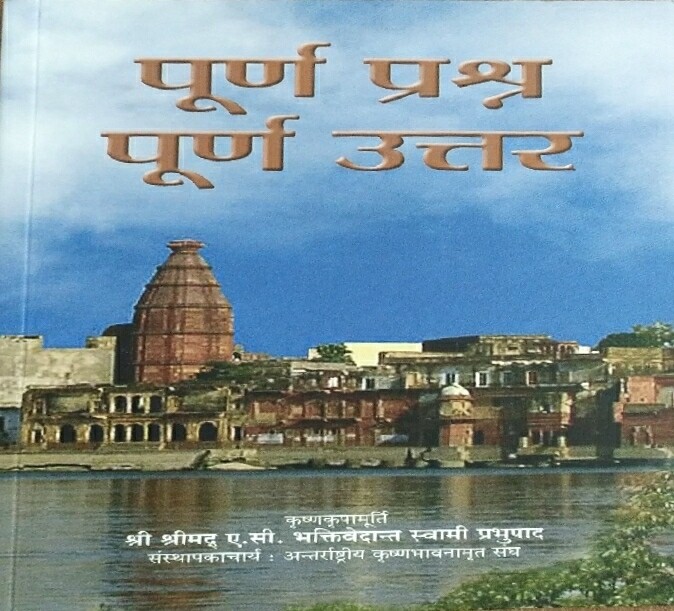 पूर्ण प्रश्न
पूर्ण उत्तर
कृष्णकृपामूर्ति
श्री श्रीमद् ए.सी. भक्तिवेदान्त स्वामी प्रभुपाद
संस्थापकाचार्य : अन्तर्राष्ट्रीय कृष्णभावनामृत संघ